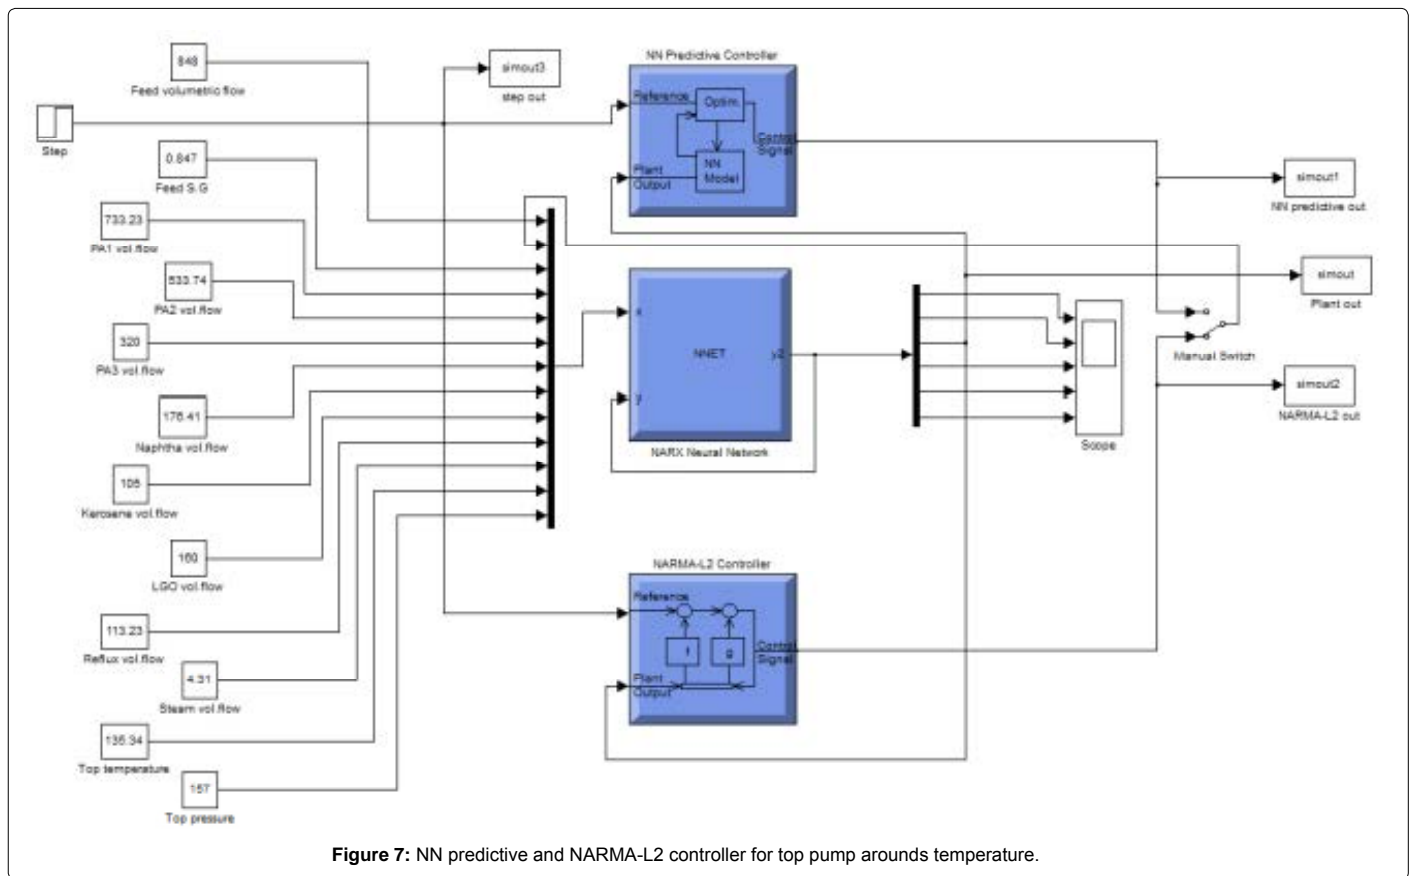 848
Feed volumetric flow
Step
0.847
Feed S.G
733.23
PA1 vol.flow
533.74
PA2 vol.flow
320
PA3 vol.flow
176.41
Naphtha vol.flow
105
Kerosene vol.flow
160
LGO vol.flow
113.23
Reflux vol.flow
4.31
Steam vol.flow
135.34
Top temperature
157
Top pressure
simout3
step out
NN Predictive Controller
Reference
Optim.
Control
Signal
Plant
Output
NN
Model
x
NNET
y2
y
NARX Neural Network
NARMA-L2 Controller
Reference
f
g
Control
Signal
Plant
Output
Scope
simout1
NN predictive out
simout
Plant out
Manual Switch
simout2
NARMA-L2 out
Figure 7: NN predictive and NARMA-L2 controller for top pump arounds temperature.